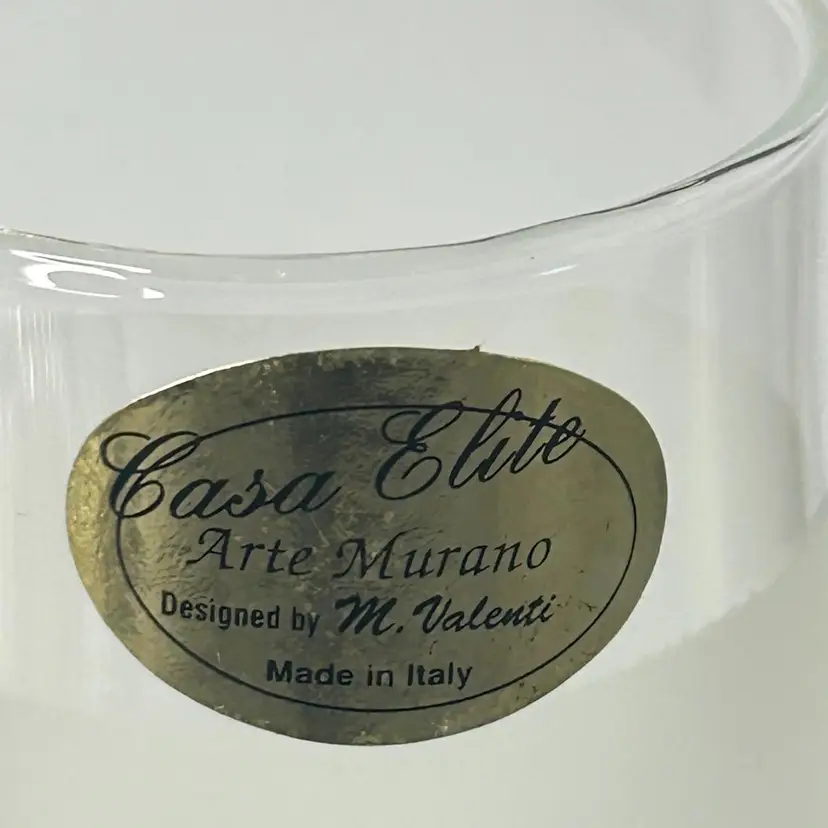 Casa Elite
Arte Murano
Designed by M. Valenti
Made in Italy